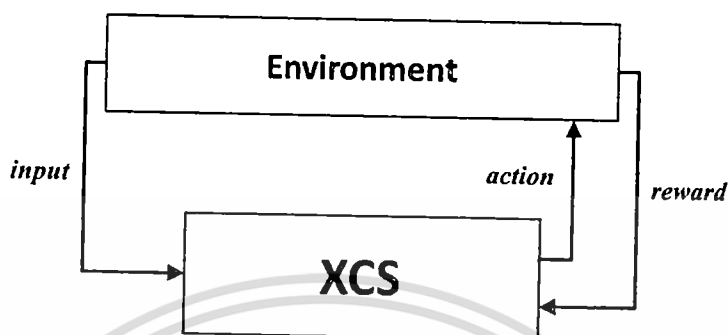 Environment
input
action
reward
XCS